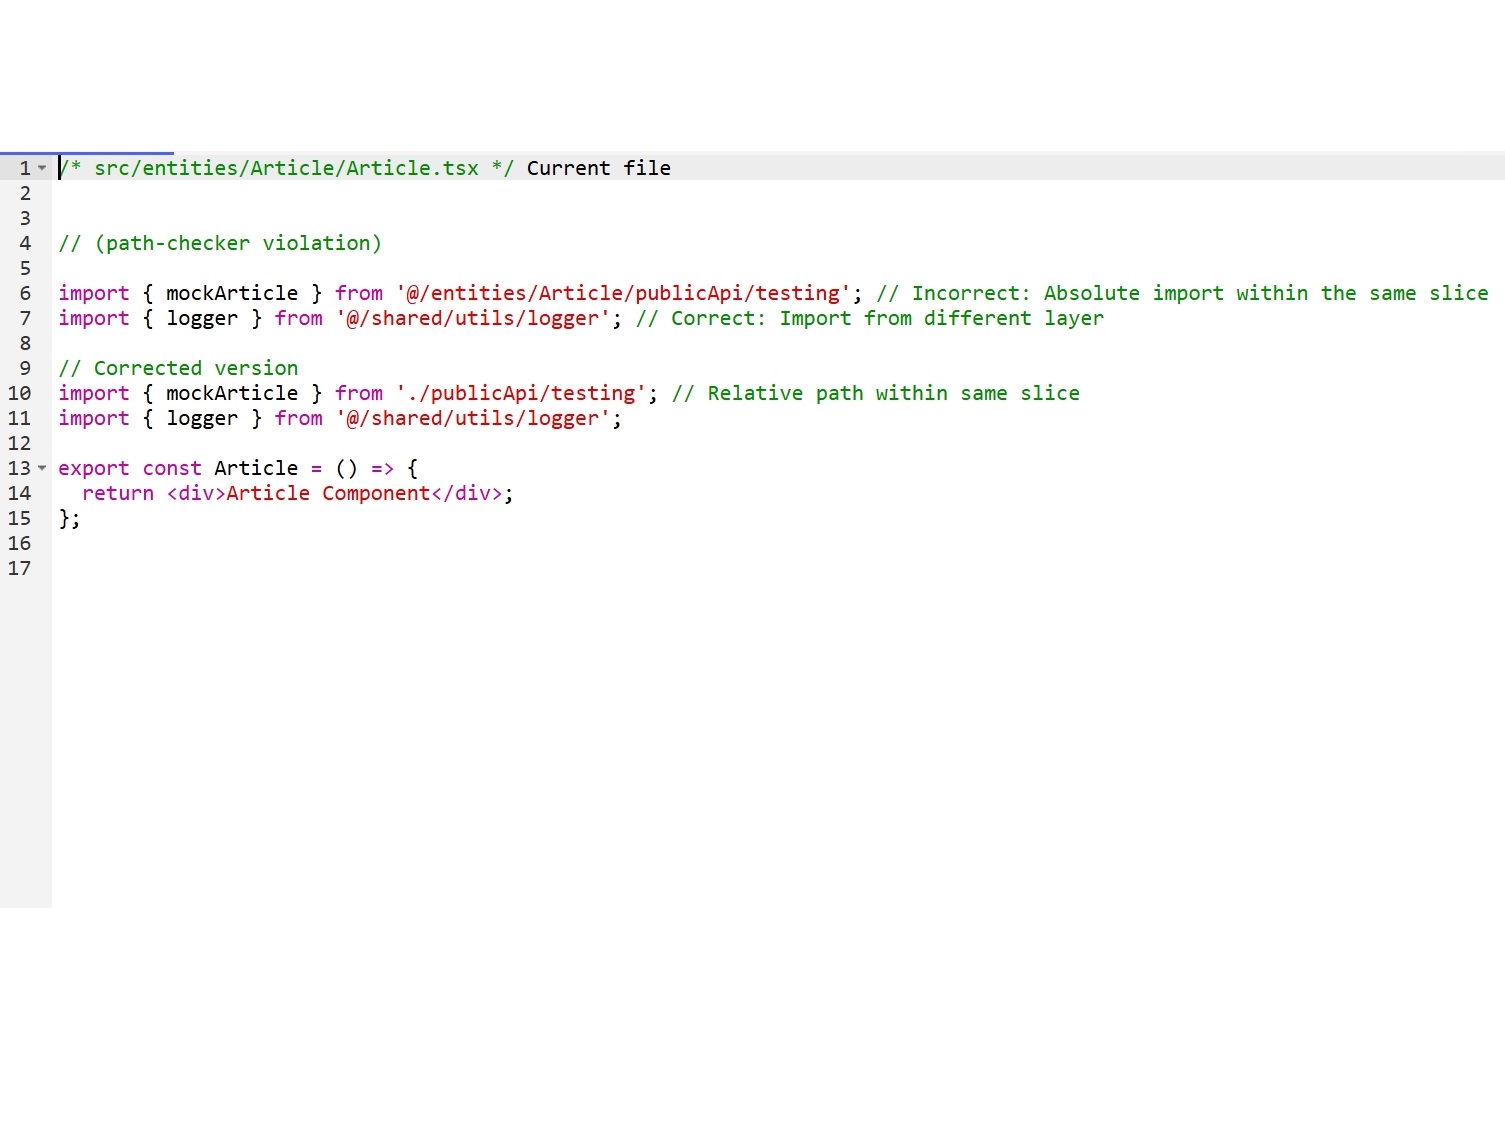 1 /* src/entities/Article/Article.tsx */ Current file
2
3
4 // (path-checker violation)
5
6 import { mockArticle } from '@/entities/Article/publicApi/testing'; // Incorrect: Absolute import within the same slice
7 import { logger } from '@/shared/utils/logger'; // Correct: Import from different layer
8
9 // Corrected version
10 import { mockArticle } from './publicApi/testing'; // Relative path within same slice
11 import { logger } from '@/shared/utils/logger';
12
13 export const Article = () => {
14   return <div>Article Component</div>;
15 };
16
17